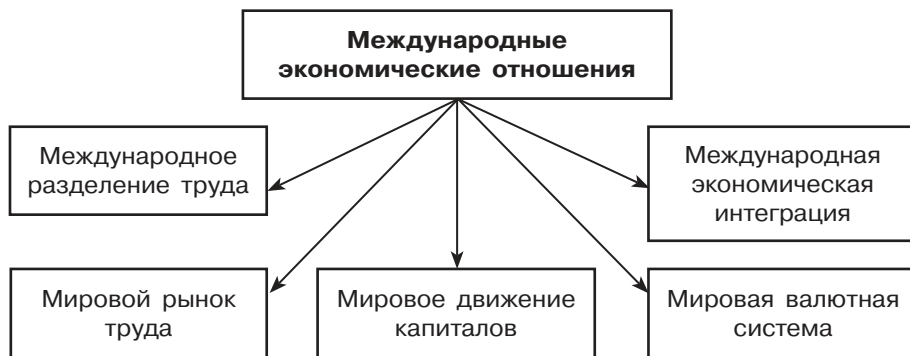 Международные
экономические отношения
Международное
разделение труда
Международная
экономическая
интеграция
Мировой рынок
труда
Мировое движение
капиталов
Мировая валютная
система